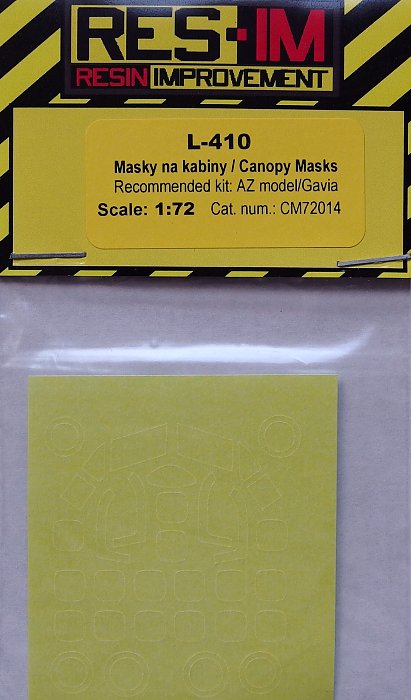 RES-IM
RESIN IMPROVEMENT
L-410
Masky na kabiny / Canopy Masks
Recommended kit: AZ model/Gavia
Scale: 1:72 Cat. num.: CM72014